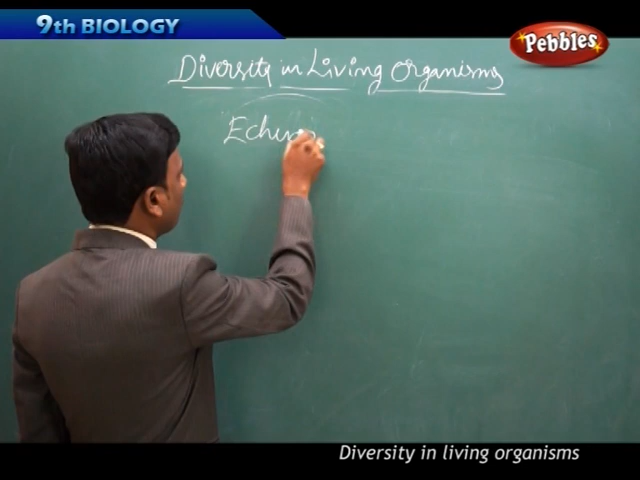 9th BIOLOGY
Pebbles
Diversity in Living Organisms
Diversity in living organisms